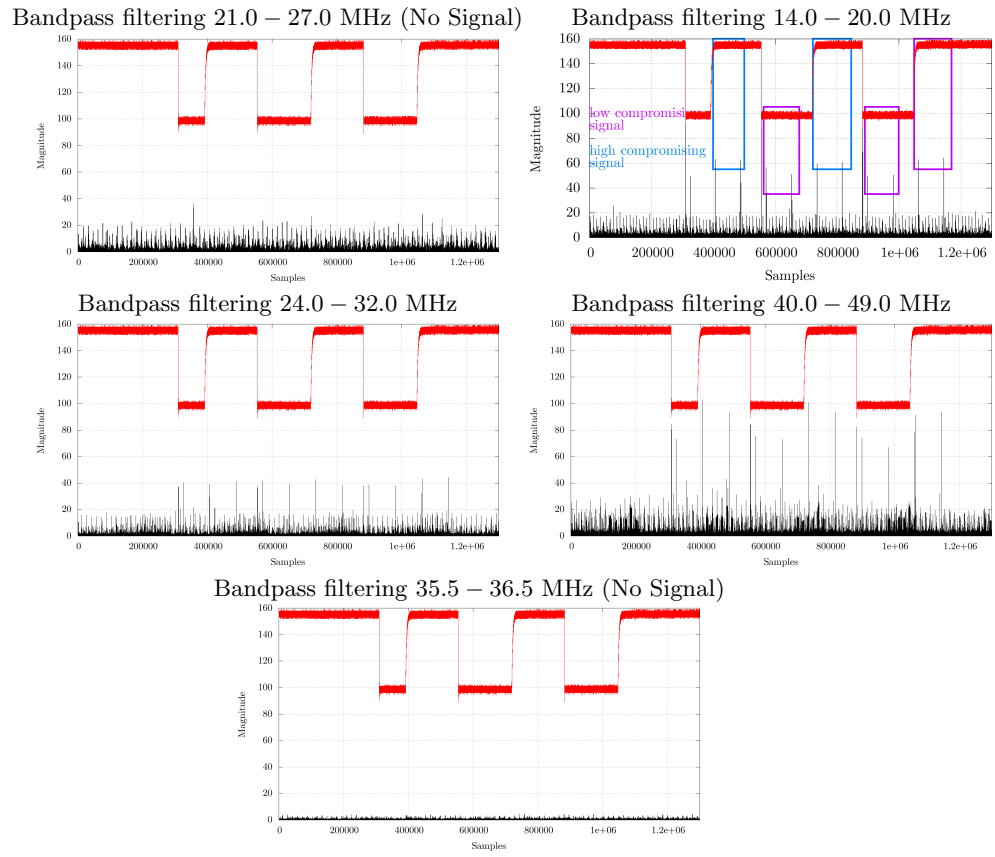 Bandpass filtering 21.0 − 27.0 MHz (No Signal)
160
140
120
100
80
60
40
20
0
Magnitude
0 200000 400000 600000 800000 1e+06 1.2e+06
Samples
Bandpass filtering 14.0 − 20.0 MHz
160
140
120
100
80
60
40
20
0
Magnitude
low compromisi
signal
high compromising
signal
0 200000 400000 600000 800000 1e+06 1.2e+06
Samples
Bandpass filtering 24.0 − 32.0 MHz
160
140
120
100
80
60
40
20
0
Magnitude
0 200000 400000 600000 800000 1e+06 1.2e+06
Samples
Bandpass filtering 40.0 − 49.0 MHz
160
140
120
100
80
60
40
20
0
Magnitude
0 200000 400000 600000 800000 1e+06 1.2e+06
Samples
Bandpass filtering 35.5 − 36.5 MHz (No Signal)
160
140
120
100
80
60
40
20
0
Magnitude
0 200000 400000 600000 800000 1e+06 1.2e+06
Samples